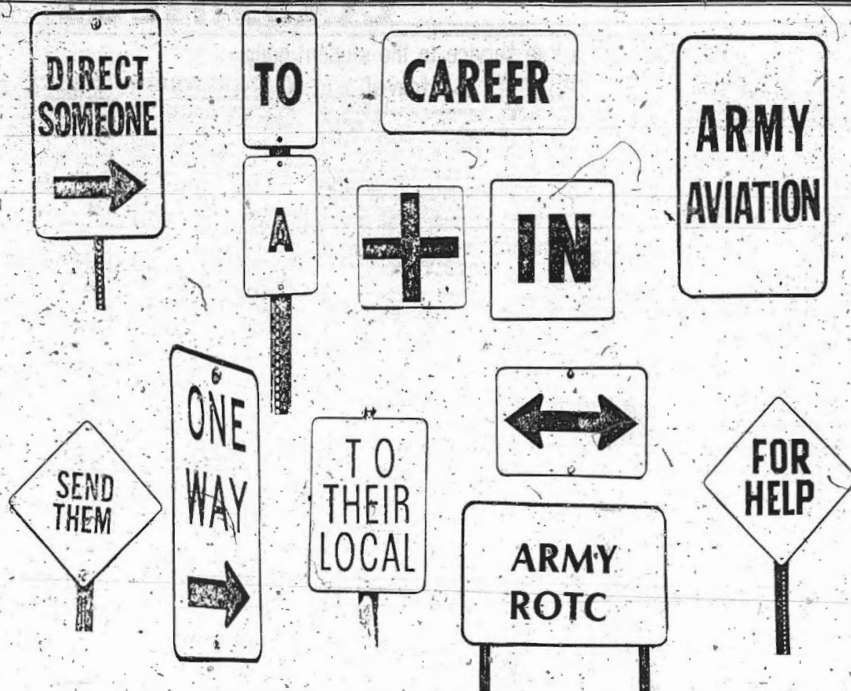 DIRECT
SOMEONE
TO
A
CAREER
IN
ARMY
AVIATION
SEND
THEM
ONE
WAY
TO
THEIR
LOCAL
ARMY
ROTC
FOR
HELP